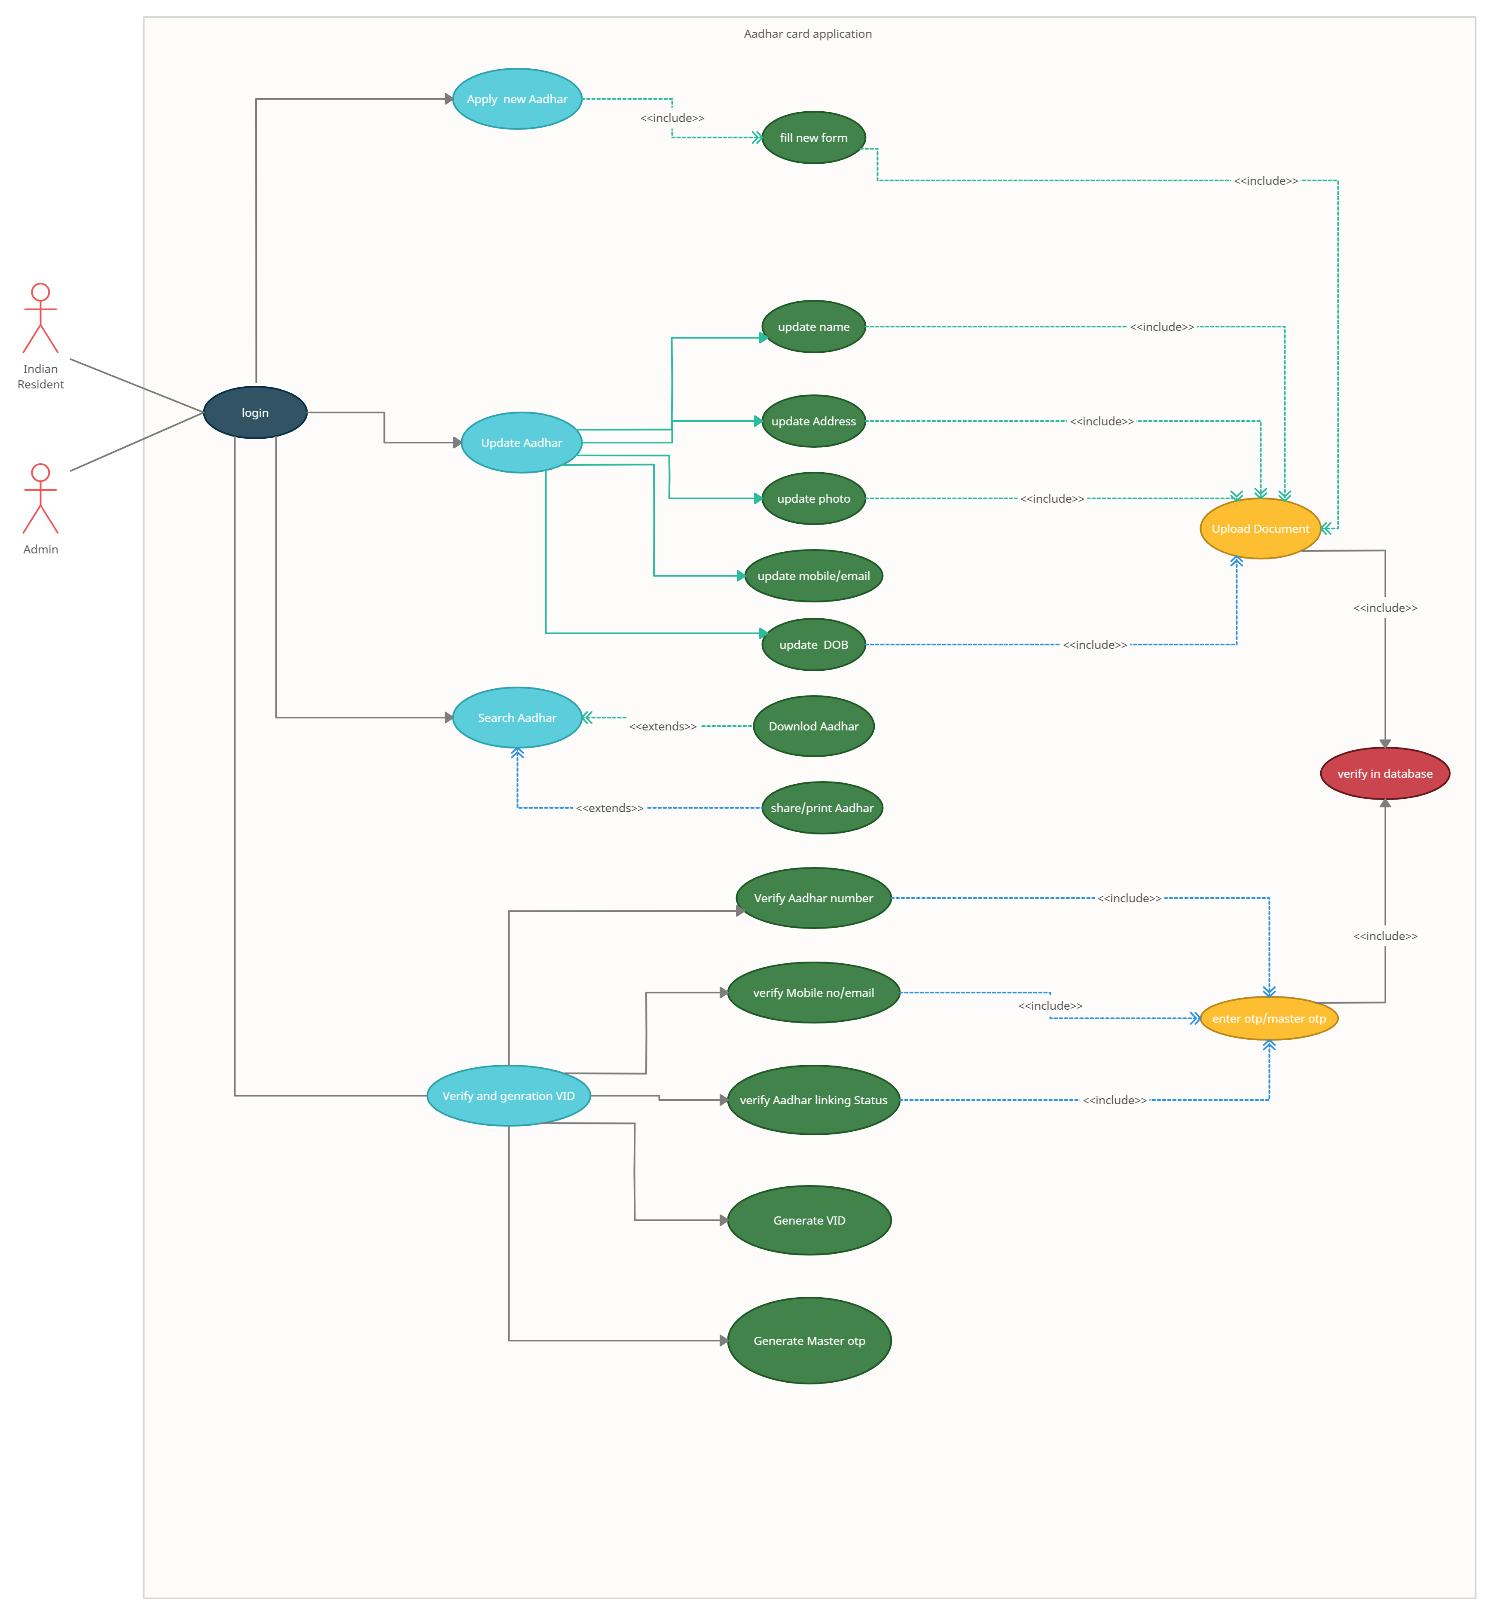 Aadhar card application
Apply  new Aadhar
<<include>>
fill new form
<<include>>
Indian
Resident
update name
<<include>>
login
update Address
<<include>>
Update Aadhar
update photo
<<include>>
Upload Document
Admin
update mobile/email
<<include>>
update  DOB
<<include>>
Search Aadhar
<<extends>>
Downlod Aadhar
verify in database
<<extends>>
share/print Aadhar
Verify Aadhar number
<<include>>
<<include>>
verify Mobile no/email
<<include>>
enter otp/master otp
Verify and genration VID
verify Aadhar linking Status
<<include>>
Generate VID
Generate Master otp